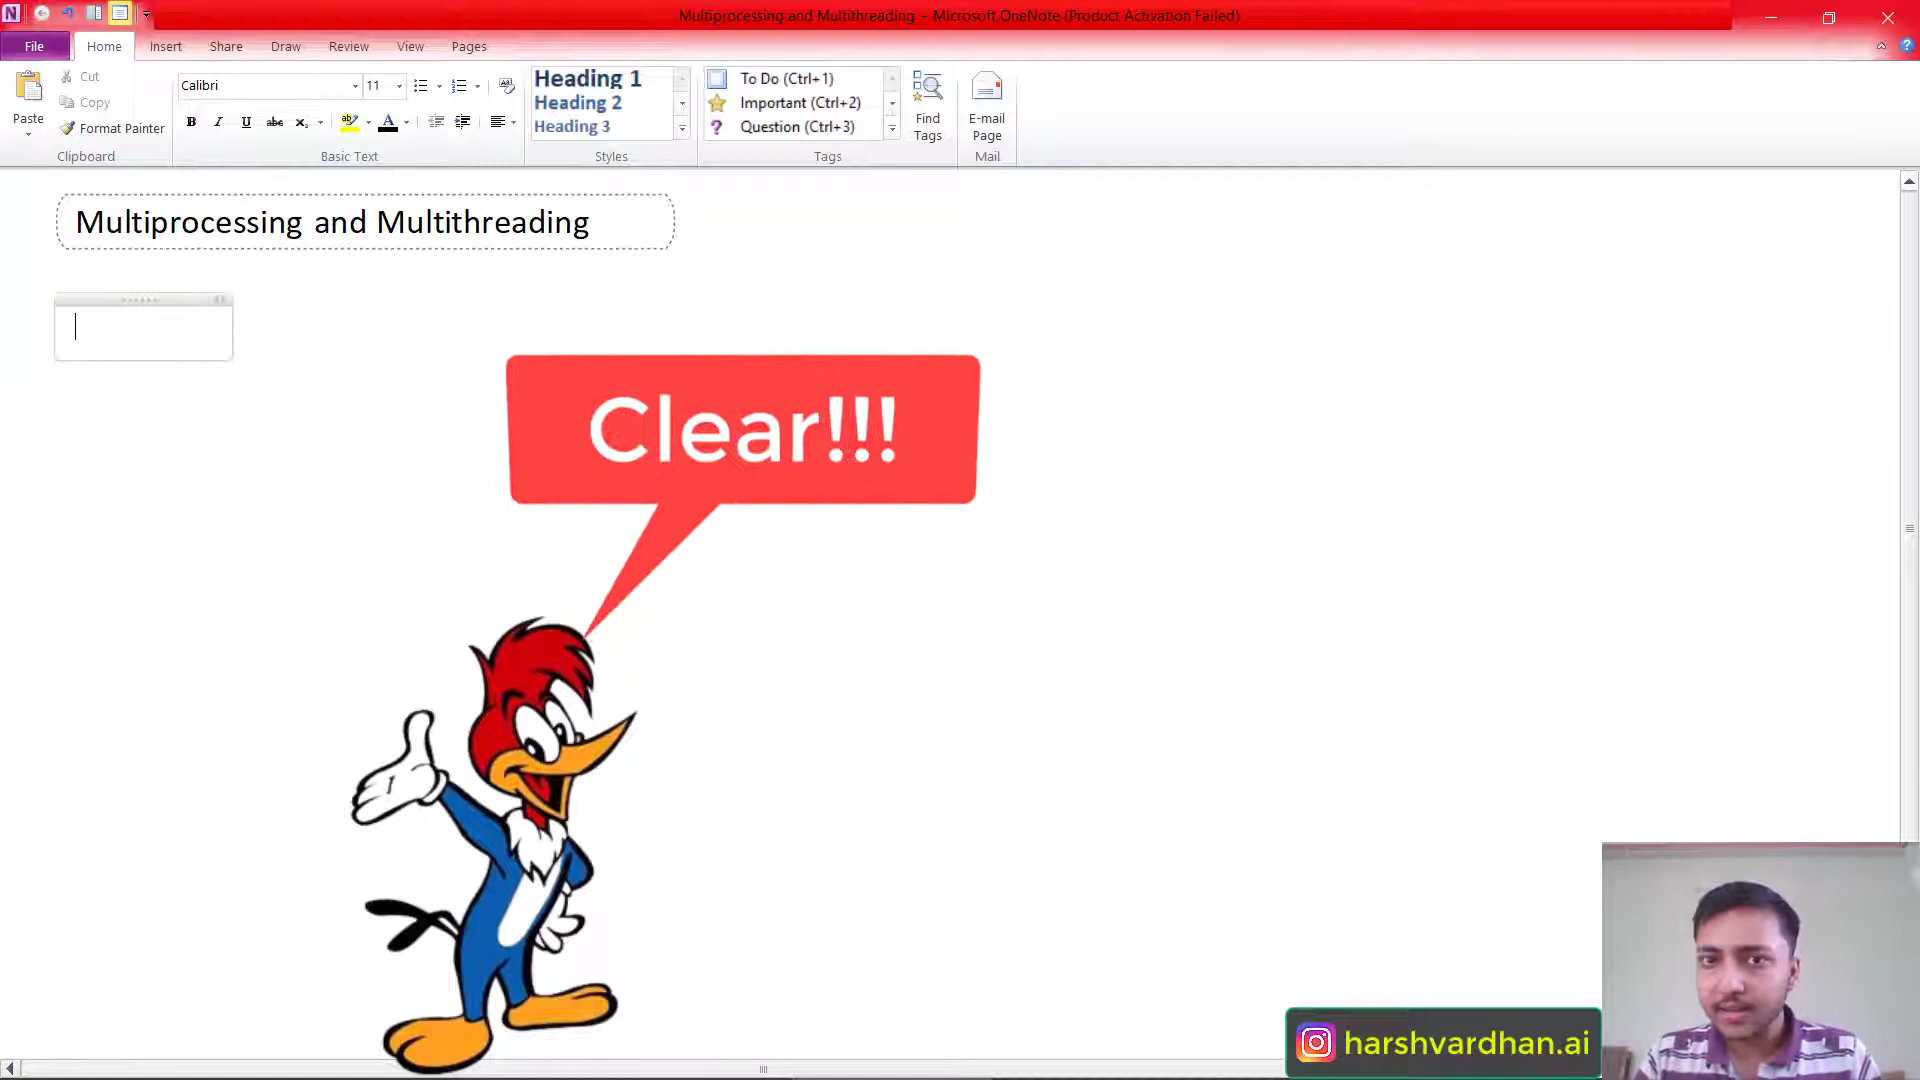 Multiprocessing and Multithreading - Microsoft OneNote (Product Activation Failed)
File Home Insert Share Draw Review View Pages
Paste
Cut
Copy
Format Painter
Clipboard
Calibri 11
B I U abc X₂ A
Basic Text
Heading 1
Heading 2
Heading 3
Styles
To Do (Ctrl+1)
Important (Ctrl+2)
Question (Ctrl+3)
Tags
Find
Tags
E-mail
Page
Mail
Multiprocessing and Multithreading
Clear!!!
harshvardhan.ai